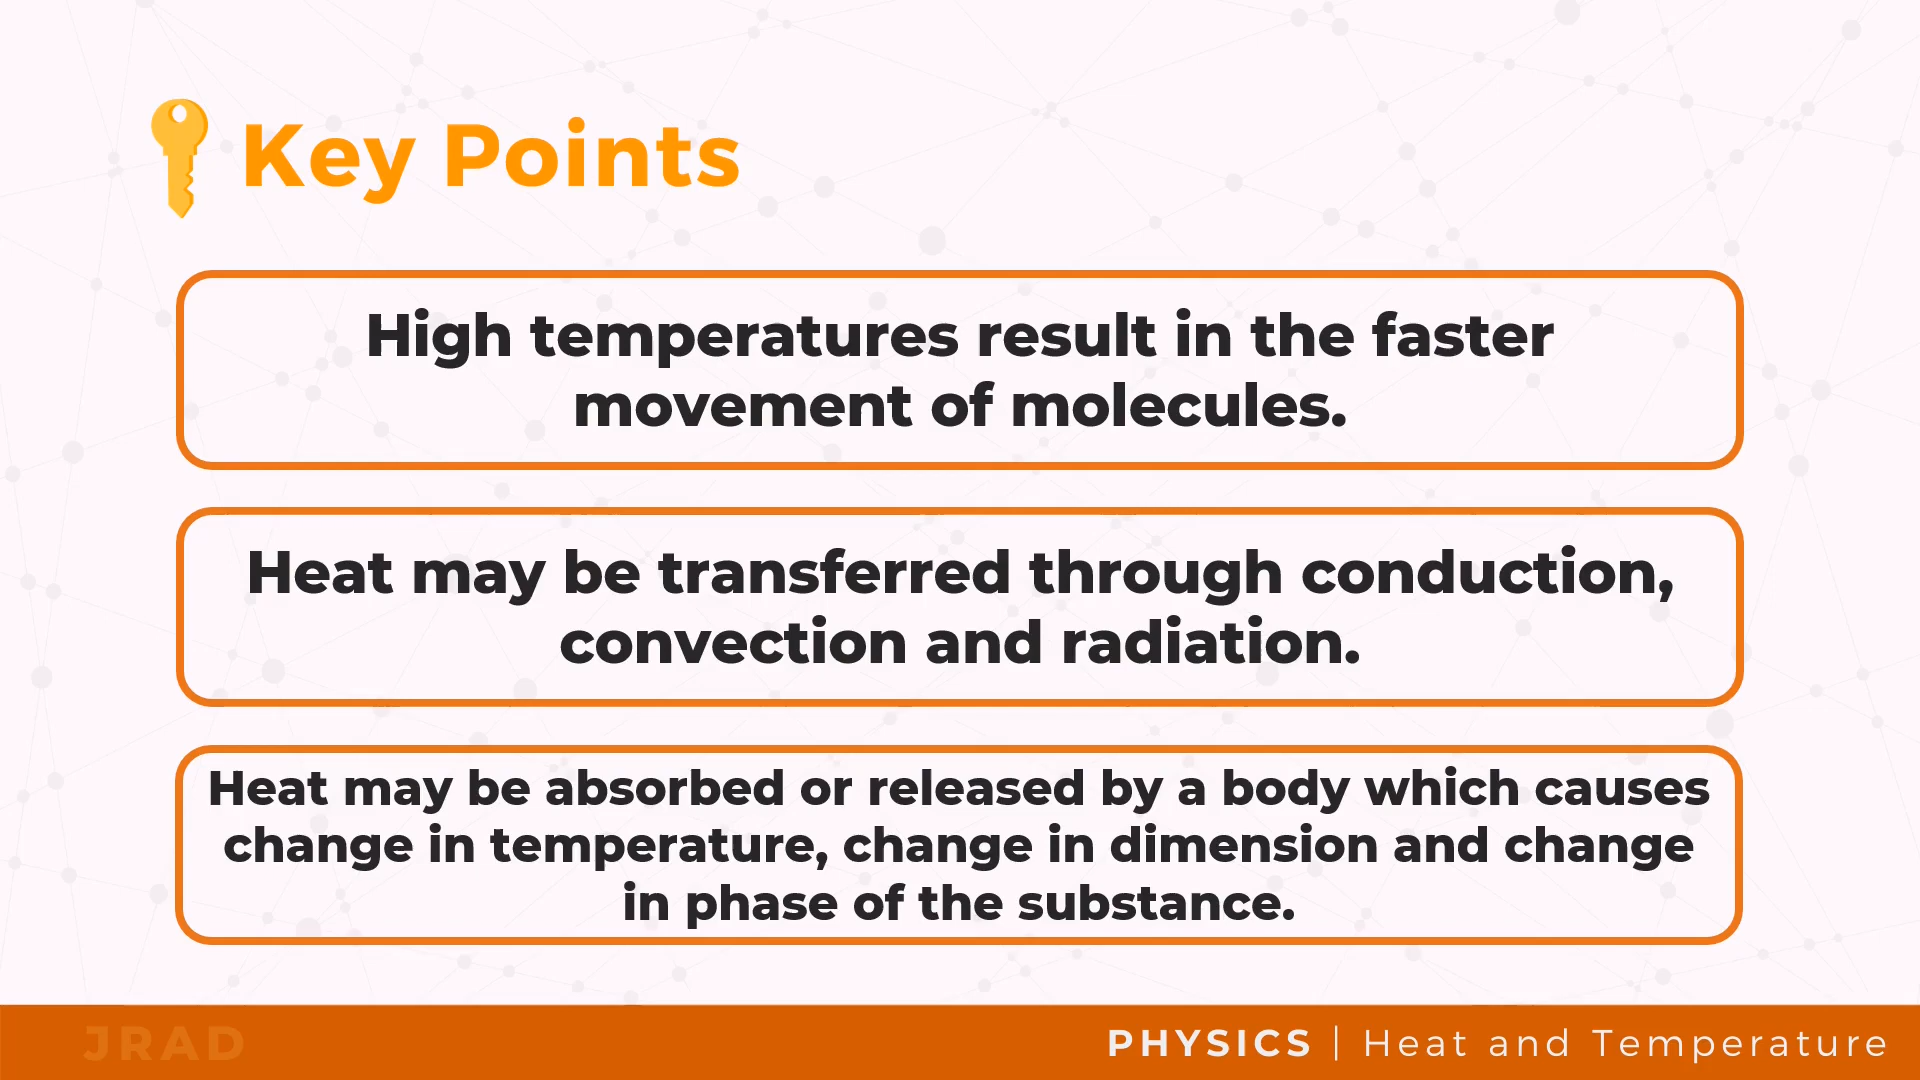 Key Points
High temperatures result in the faster
movement of molecules.
Heat may be transferred through conduction,
convection and radiation.
Heat may be absorbed or released by a body which causes
change in temperature, change in dimension and change
in phase of the substance.
JRAD
PHYSICS | Heat and Temperature